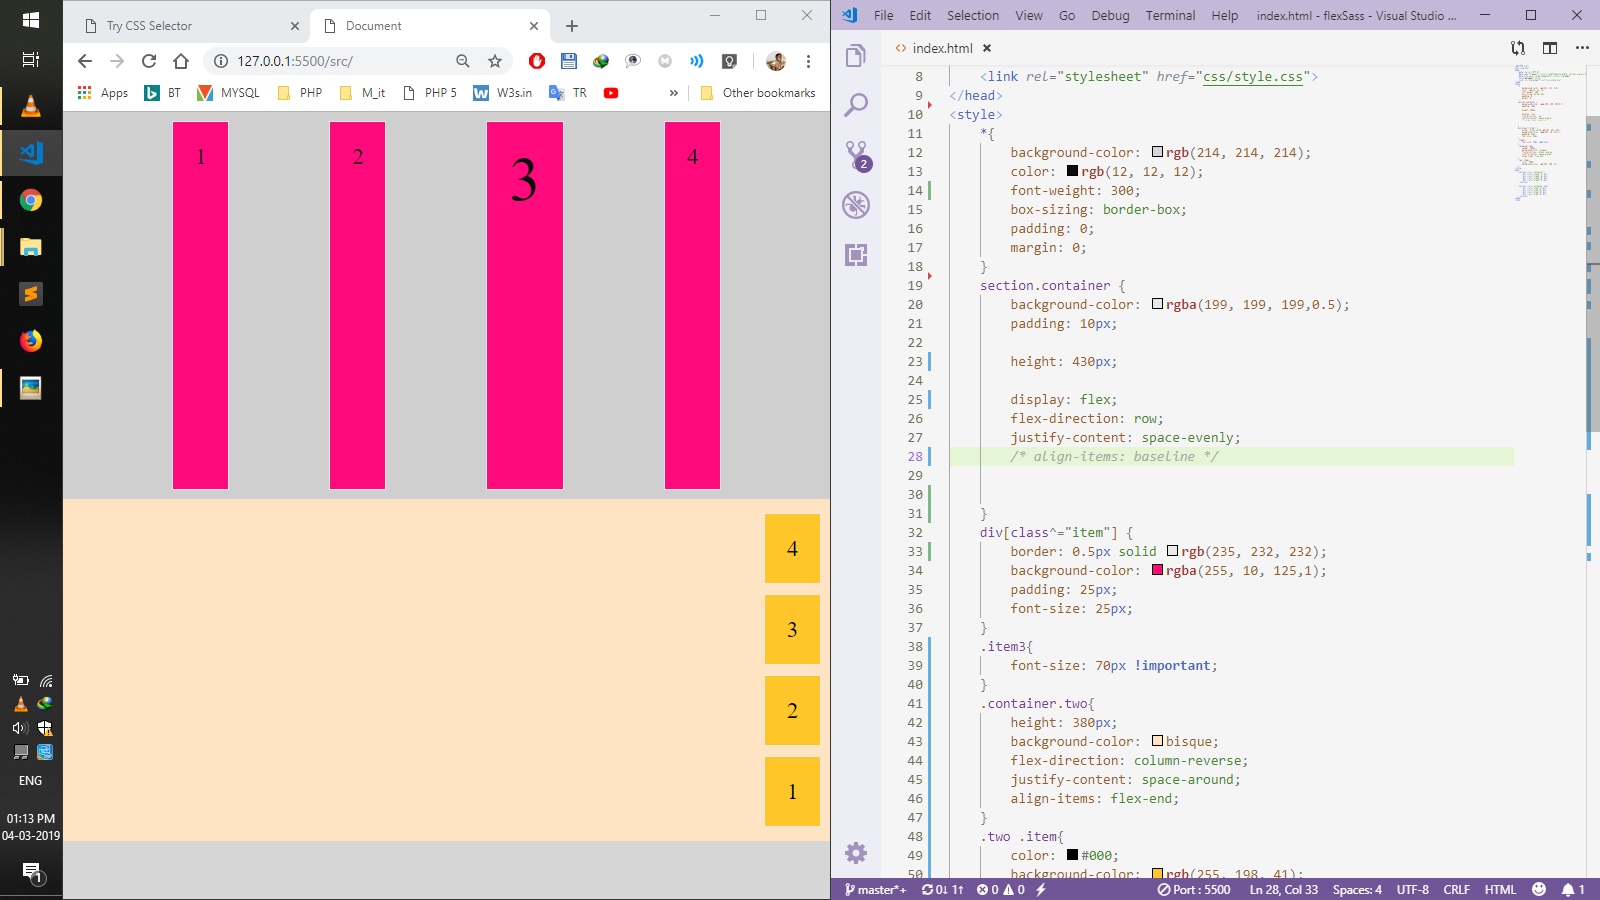 Try CSS Selector
Document
127.0.0.1:5500/src/
Apps
BT
MYSQL
PHP
M_it
PHP 5
W3s.in
TR
»
Other bookmarks
1
2
3
4
4
3
2
1
ENG
01:13 PM
04-03-2019
1
File Edit Selection View Go Debug Terminal Help index.html - flexSass - Visual Studio ...
index.html
2
8 <link rel="stylesheet" href="css/style.css">
9 </head>
10 <style>
11 *{
12 background-color: rgb(214, 214, 214);
13 color: rgb(12, 12, 12);
14 font-weight: 300;
15 box-sizing: border-box;
16 padding: 0;
17 margin: 0;
18 }
19 section.container {
20 background-color: rgba(199, 199, 199,0.5);
21 padding: 10px;
22
23 height: 430px;
24
25 display: flex;
26 flex-direction: row;
27 justify-content: space-evenly;
28 /* align-items: baseline */
29
30
31 }
32 div[class^="item"] {
33 border: 0.5px solid rgb(235, 232, 232);
34 background-color: rgba(255, 10, 125,1);
35 padding: 25px;
36 font-size: 25px;
37 }
38 .item3{
39 font-size: 70px !important;
40 }
41 .container.two{
42 height: 380px;
43 background-color: bisque;
44 flex-direction: column-reverse;
45 justify-content: space-around;
46 align-items: flex-end;
47 }
48 .two .item{
49 color: #000;
50 background-color: rgb(255, 198, 41);
master*+ 0↓ 1↑ 0 0 Port : 5500 Ln 28, Col 33 Spaces: 4 UTF-8 CRLF HTML 1